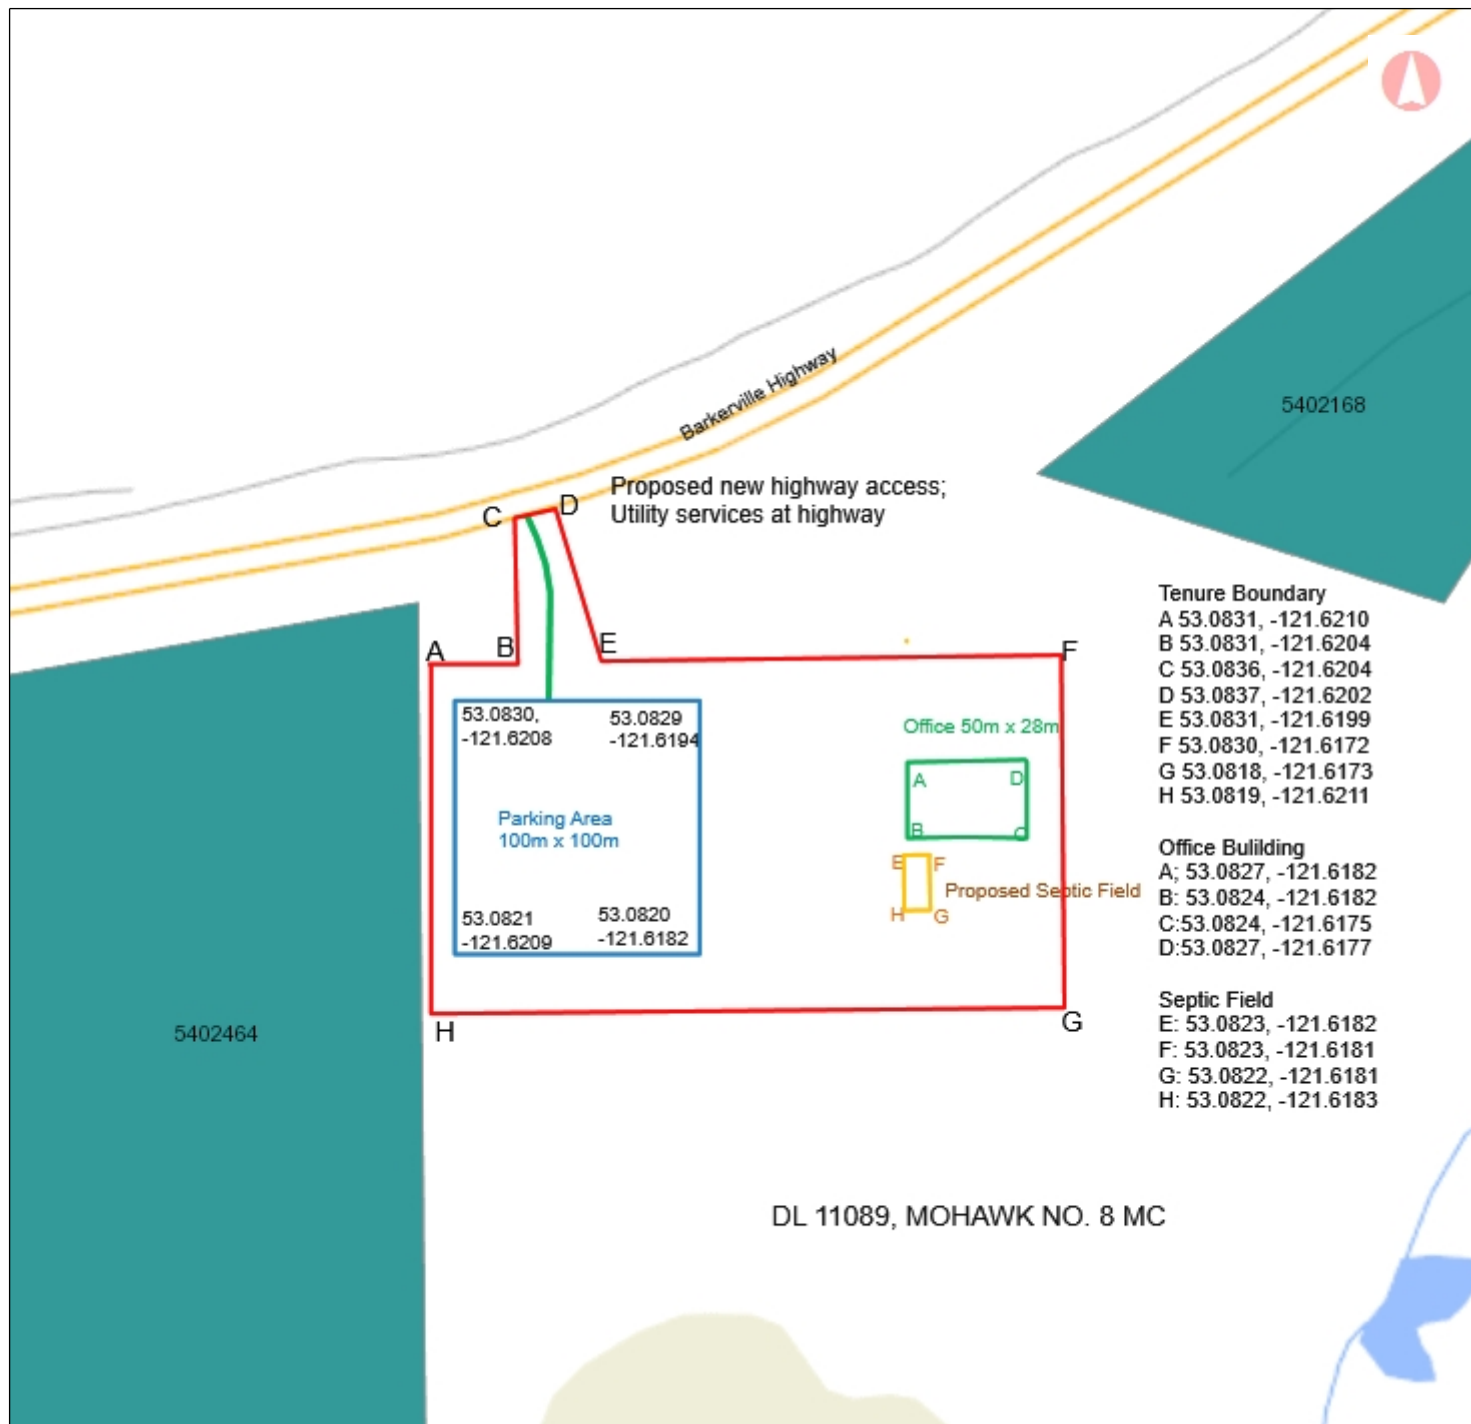 Barkerville Highway
5402168
Proposed new highway access;
Utility services at highway
C
D
A
B
E
F
G
H
53.0830,
-121.6208
53.0829
-121.6194
Parking Area
100m x 100m
53.0821
-121.6209
53.0820
-121.6182
Office 50m x 28m
A
D
B
C
E
F
H
G
Proposed Septic Field
Tenure Boundary
A 53.0831, -121.6210
B 53.0831, -121.6204
C 53.0836, -121.6204
D 53.0837, -121.6202
E 53.0831, -121.6199
F 53.0830, -121.6172
G 53.0818, -121.6173
H 53.0819, -121.6211
Office Bulilding
A; 53.0827, -121.6182
B: 53.0824, -121.6182
C:53.0824, -121.6175
D:53.0827, -121.6177
Septic Field
E: 53.0823, -121.6182
F: 53.0823, -121.6181
G: 53.0822, -121.6181
H: 53.0822, -121.6183
5402464
DL 11089, MOHAWK NO. 8 MC